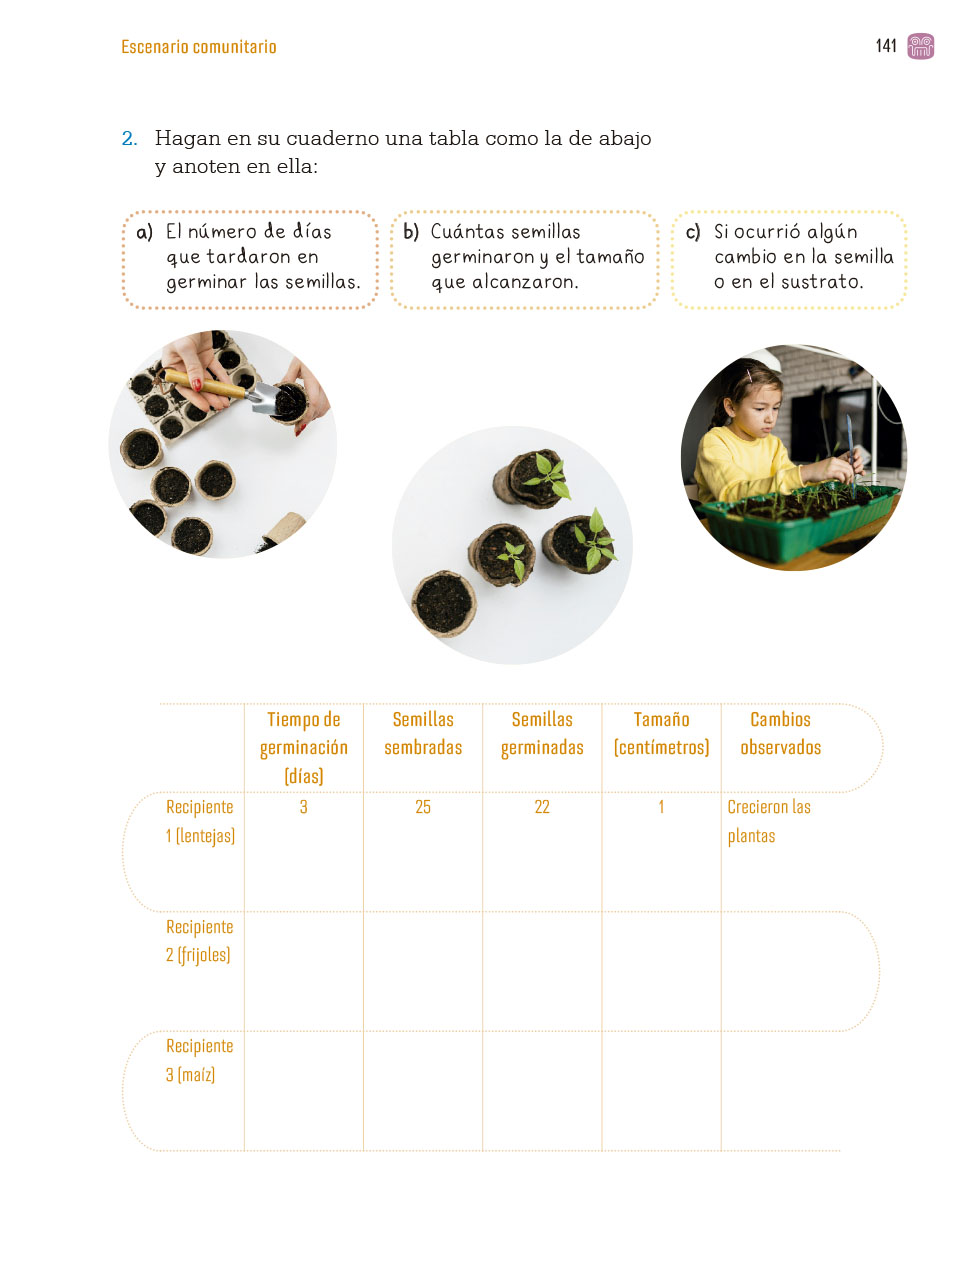 Escenario comunitario
141
2. Hagan en su cuaderno una tabla como la de abajo
y anoten en ella:
a) El número de días
que tardaron en
germinar las semillas.
b) Cuántas semillas
germinaron y el tamaño
que alcanzaron.
c) Si ocurrió algún
cambio en la semilla
o en el sustrato.
Tiempo de
germinación
(días)
Semillas
sembradas
Semillas
germinadas
Tamaño
(centímetros)
Cambios
observados
Recipiente
1 (lentejas)
3
25
22
1
Crecieron las
plantas
Recipiente
2 (frijoles)
Recipiente
3 (maíz)